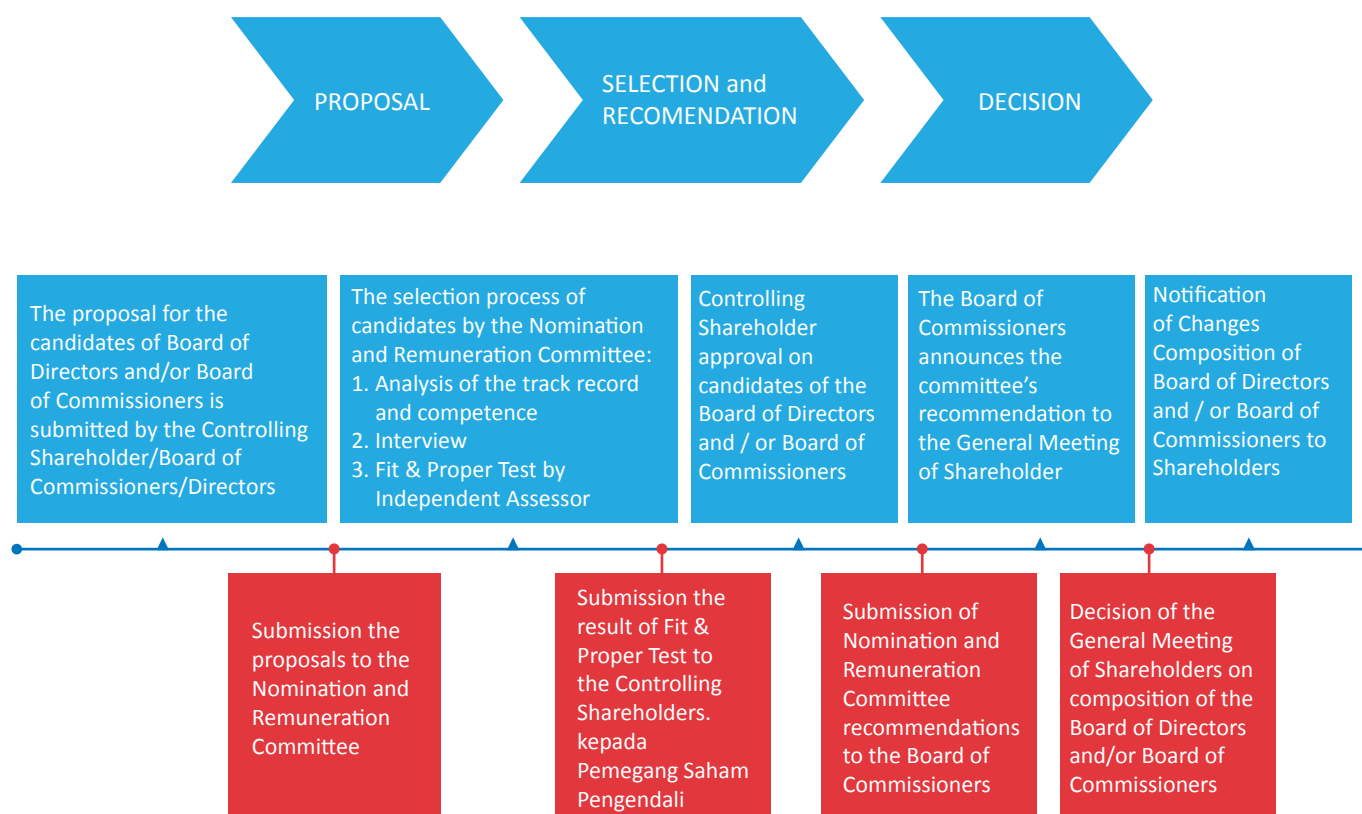 PROPOSAL
SELECTION and
RECOMENDATION
DECISION
The proposal for the
candidates of Board of
Directors and/or Board
of Commissioners is
submitted by the Controlling
Shareholder/Board of
Commissioners/Directors
The selection process of
candidates by the Nomination
and Remuneration Committee:
1. Analysis of the track record
and competence
2. Interview
3. Fit & Proper Test by
Independent Assessor
Controlling
Shareholder
approval on
candidates of the
Board of Directors
and / or Board of
Commissioners
The Board of
Commissioners
announces the
committee's
recommendation to
the General Meeting
of Shareholder
Notification
of Changes
Composition of
Board of Directors
and / or Board of
Commissioners to
Shareholders
Submission the
proposals to the
Nomination and
Remuneration
Committee
Submission the
result of Fit &
Proper Test to
the Controlling
Shareholders.
kepada
Pemegang Saham
Pengendali
Submission of
Nomination and
Remuneration
Committee
recommendations
to the Board of
Commissioners
Decision of the
General Meeting
of Shareholders on
composition of the
Board of Directors
and/or Board of
Commissioners